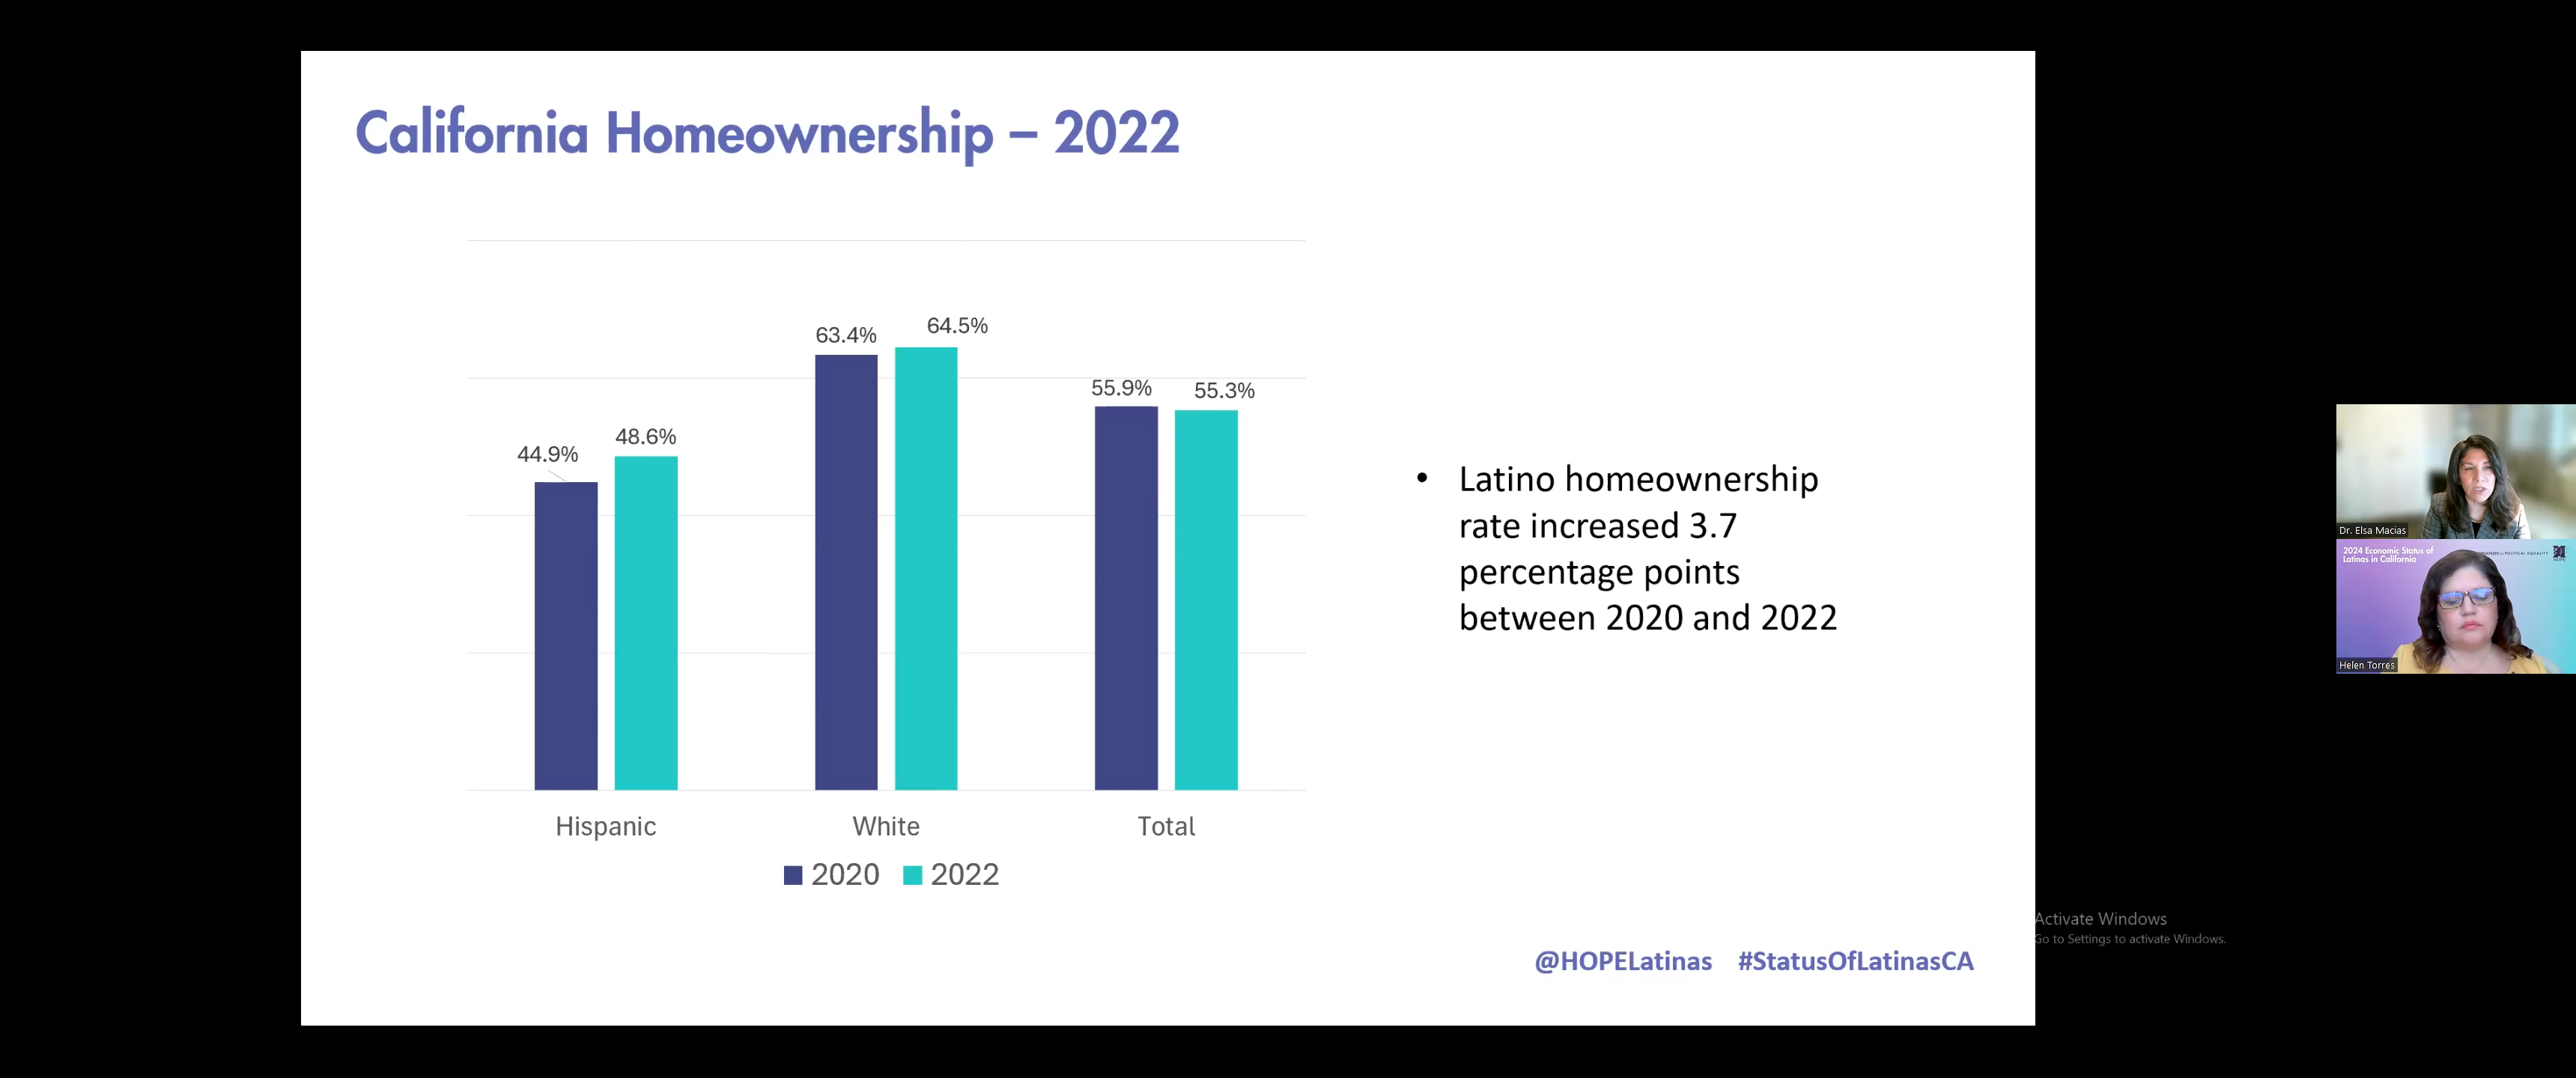 California Homeownership – 2022
63.4%
64.5%
55.9%
55.3%
44.9%
48.6%
Hispanic
White
Total
2020
2022
• Latino homeownership
rate increased 3.7
percentage points
between 2020 and 2022
@HOPELatinas #StatusOfLatinasCA
Dr. Elsa Macias
2024 Economic Status of
Latinas in California
POLITICAL EQUALITY
Helen Torres
Activate Windows
Go to Settings to activate Windows.